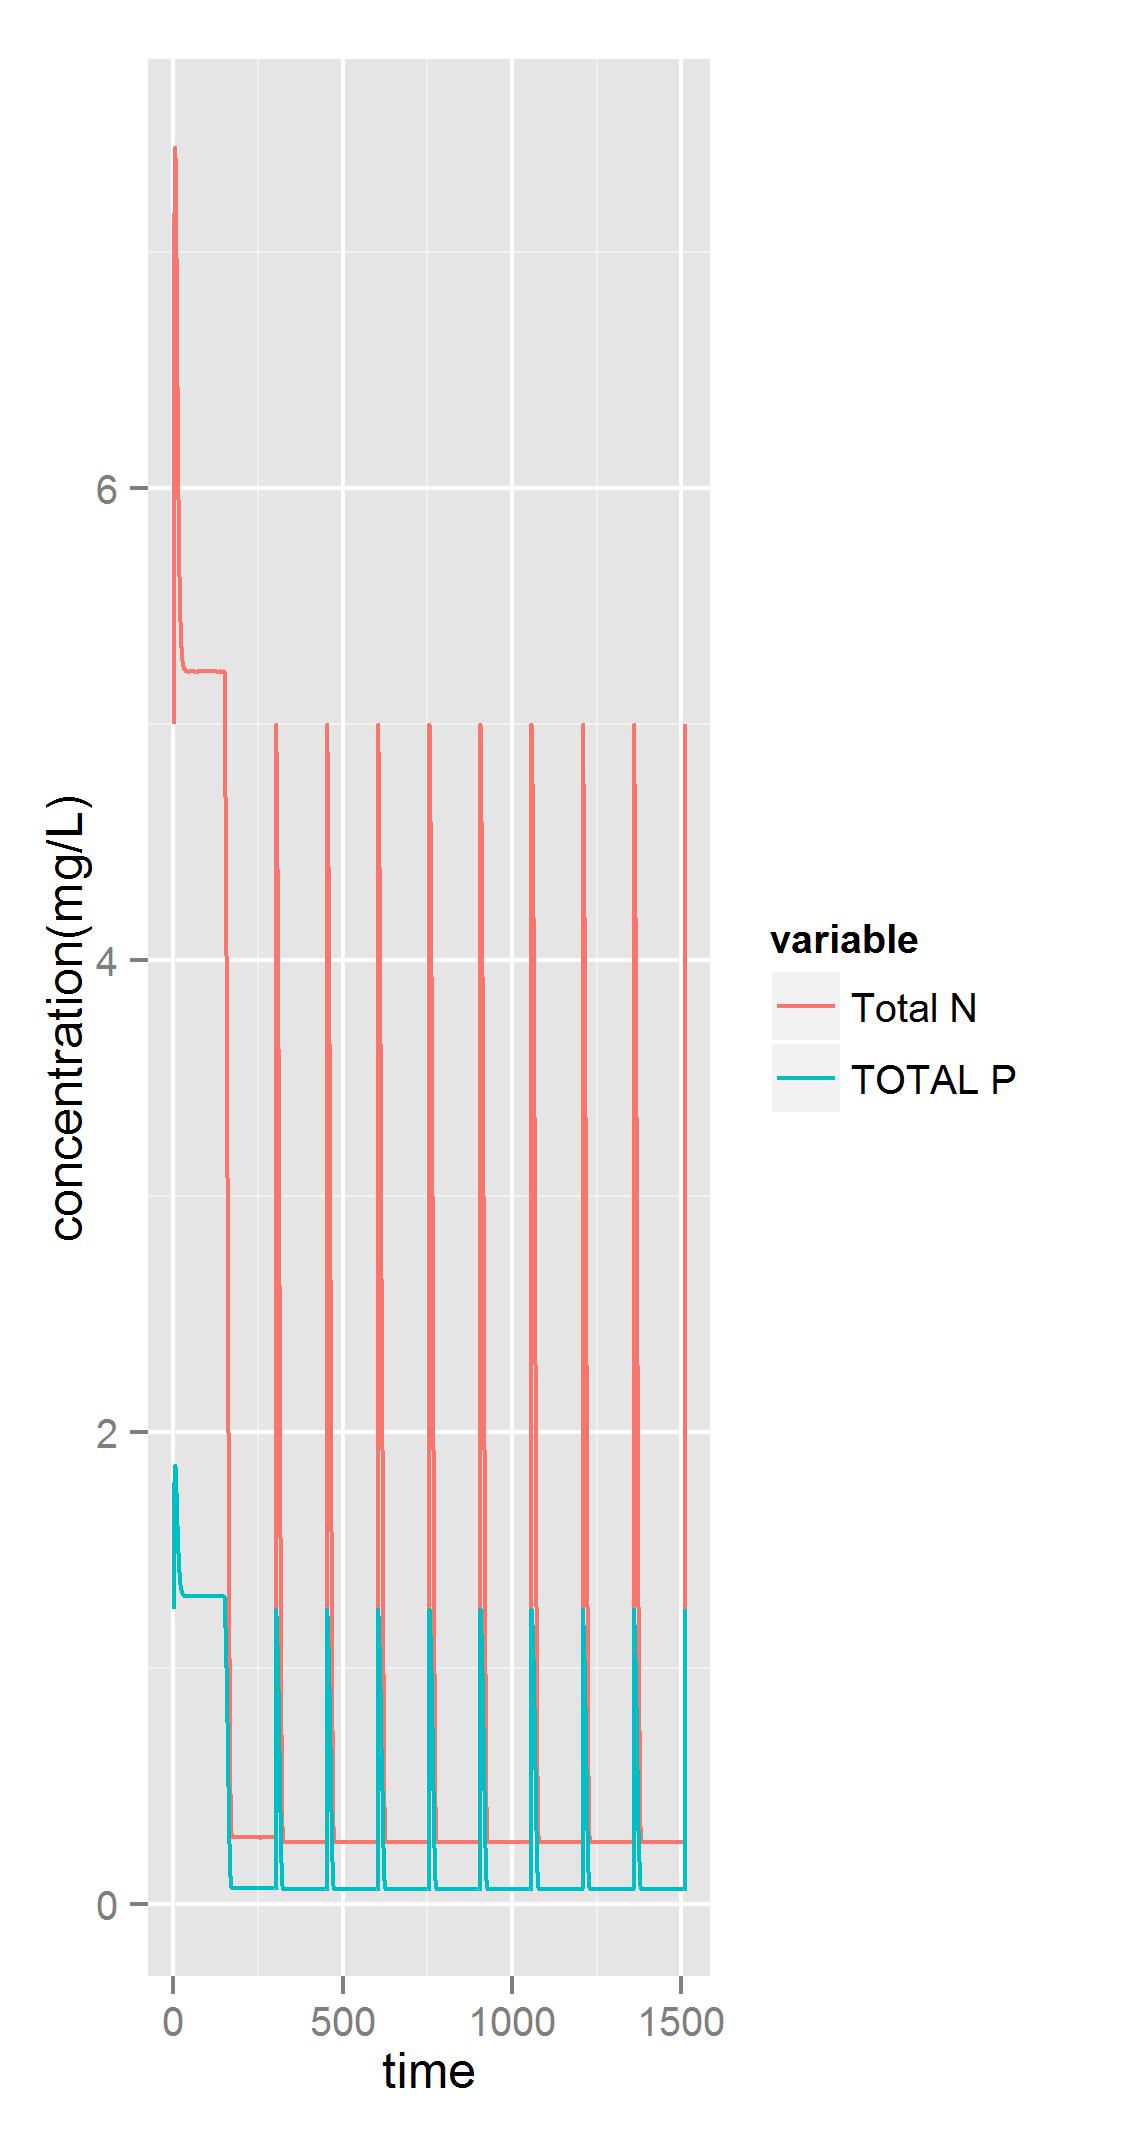 concentration(mg/L)
6
4
2
0
0 500 1000 1500
time
variable
Total N
TOTAL P